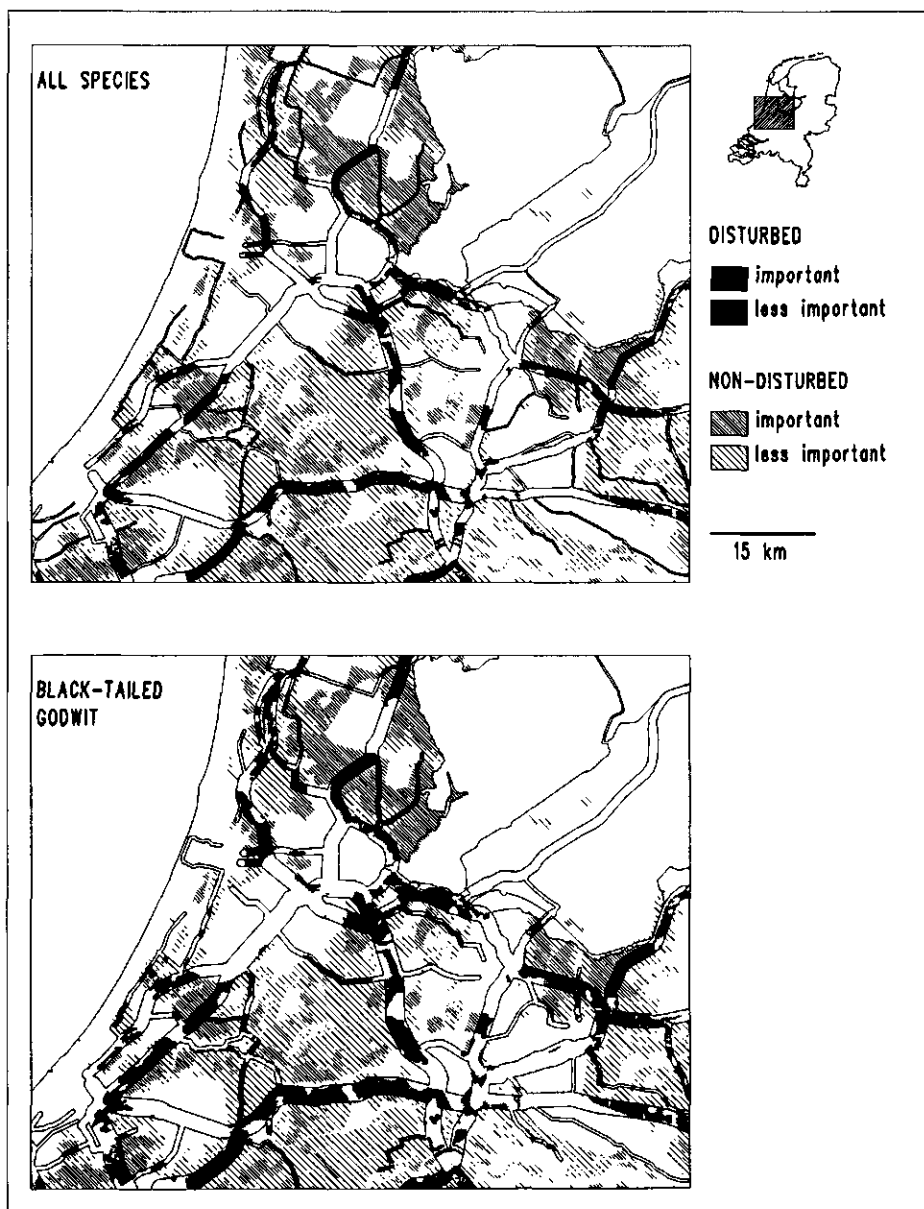 ALL SPECIES
DISTURBED
important
less important
NON-DISTURBED
important
less important
15 km
BLACK-TAILED
GODWIT